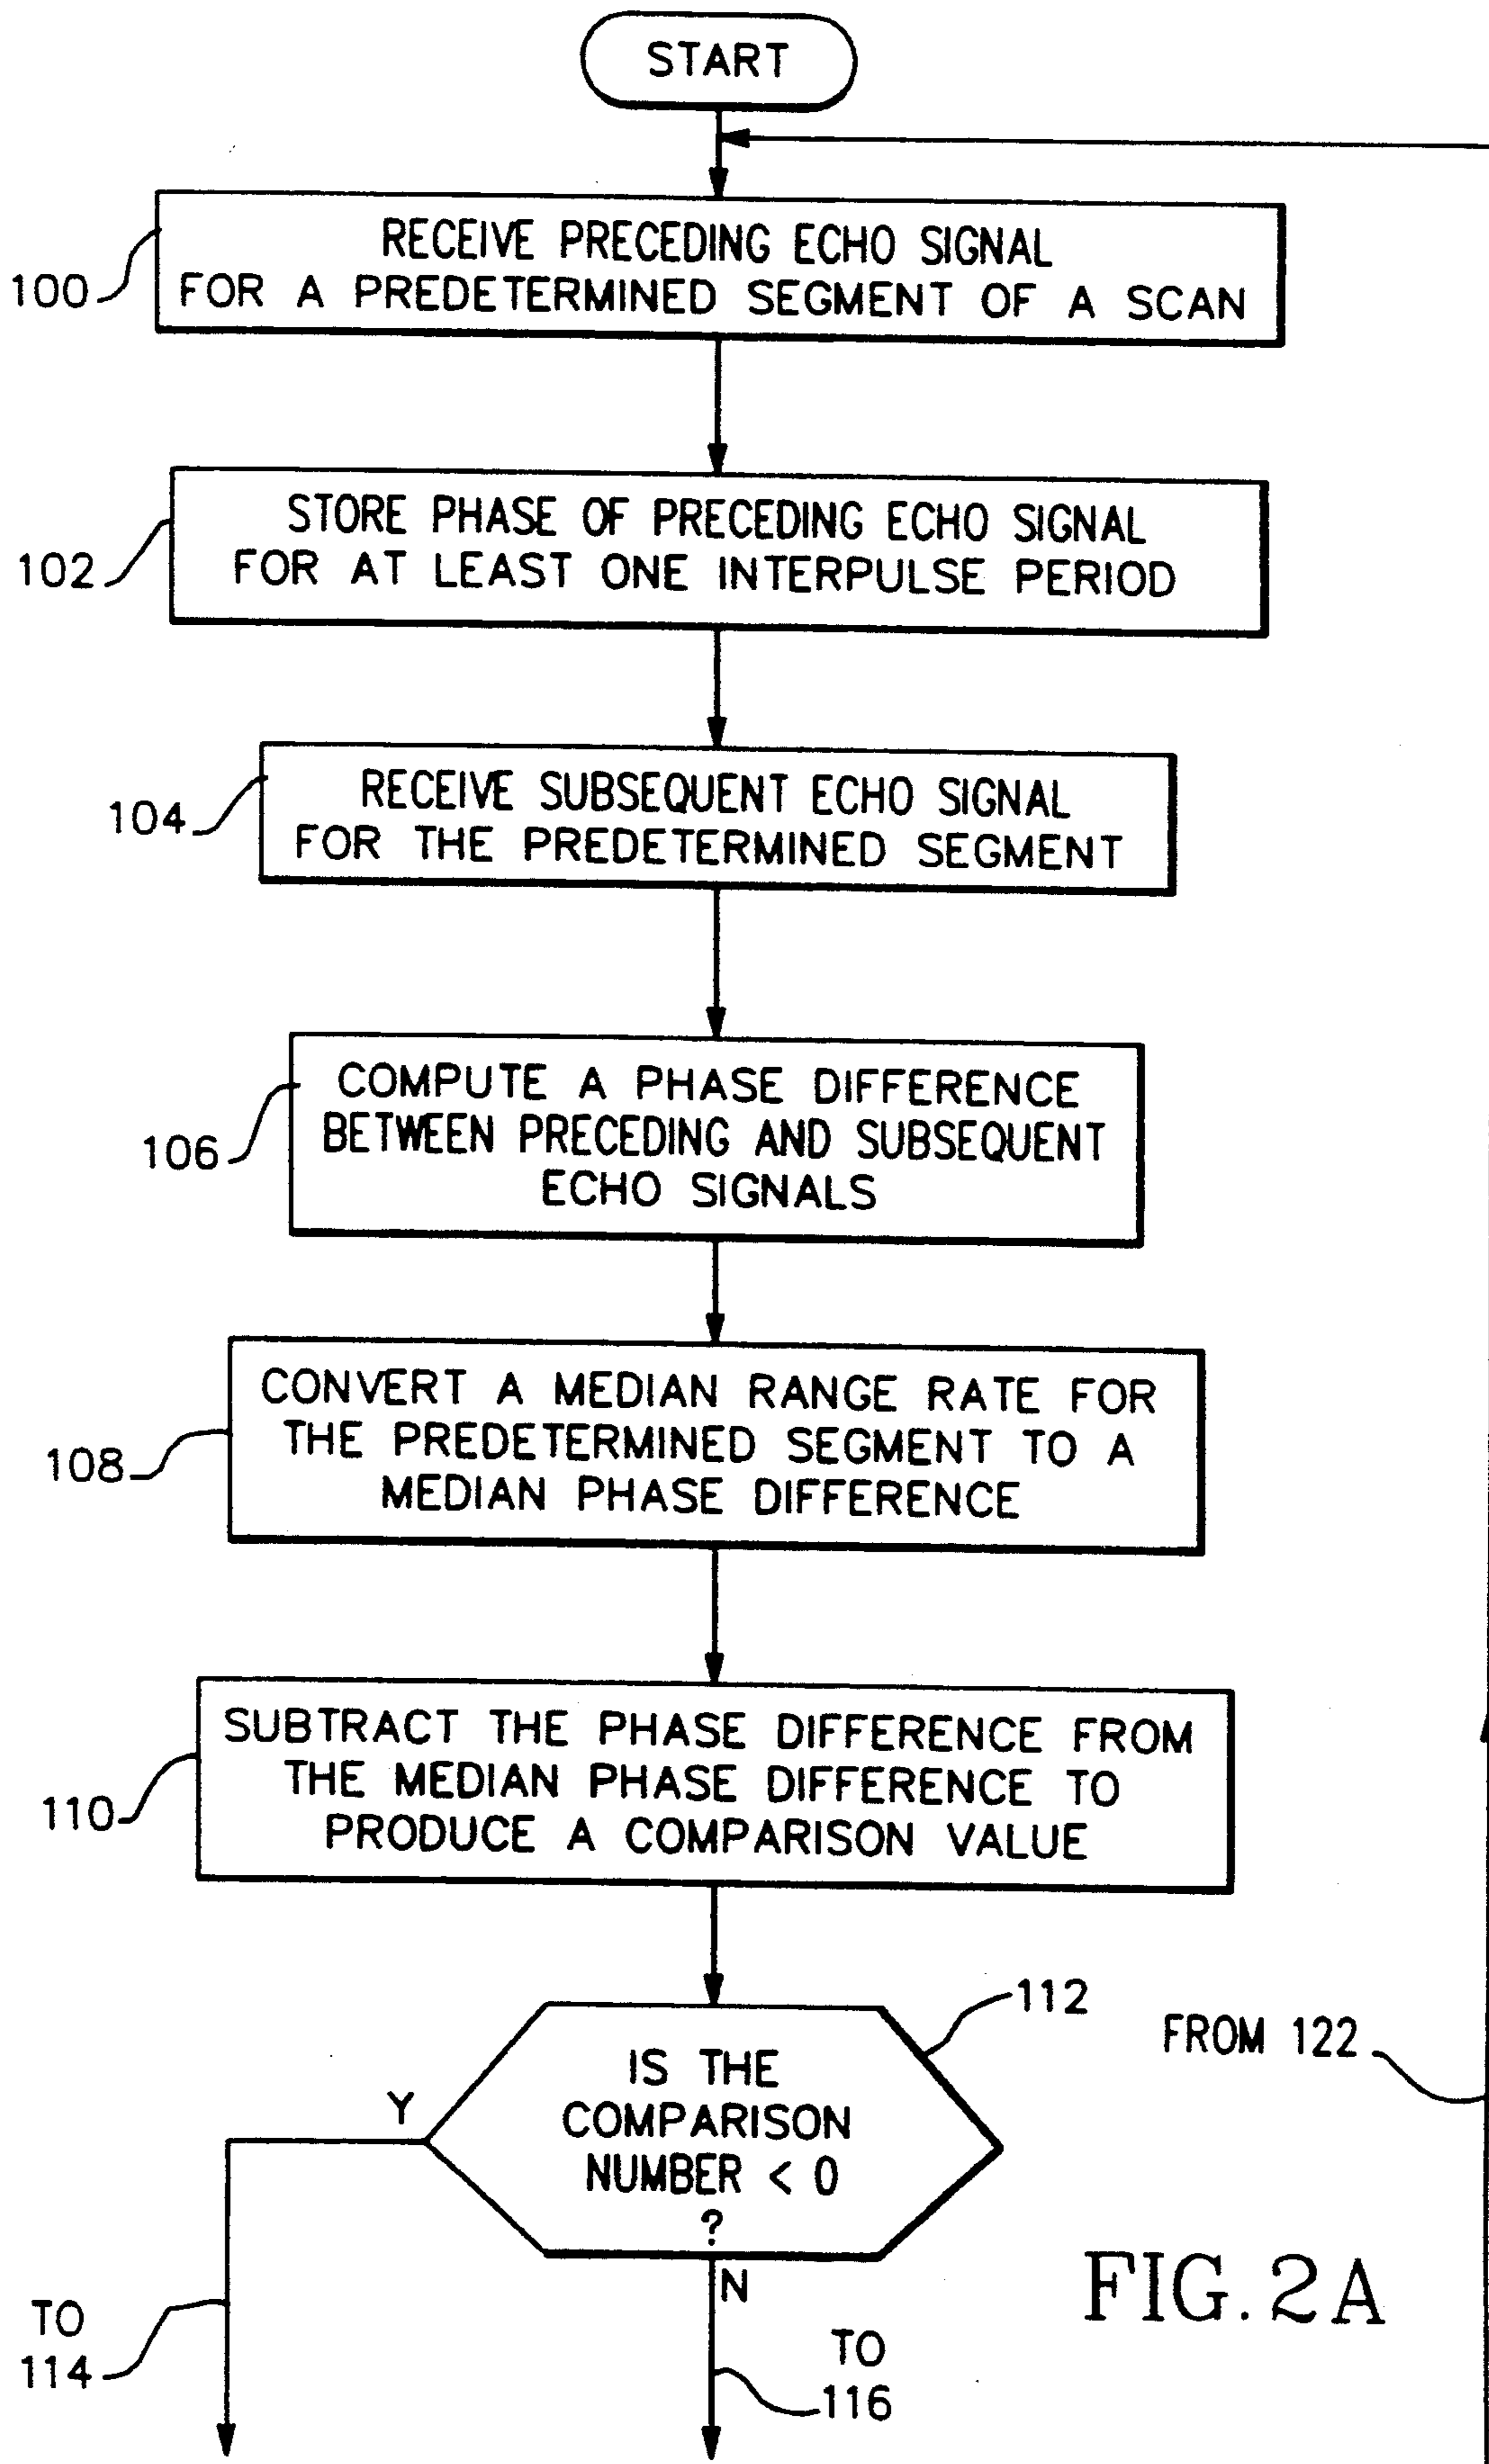 START
RECEIVE PRECEDING ECHO SIGNAL
FOR A PREDETERMINED SEGMENT OF A SCAN
100
STORE PHASE OF PRECEDING ECHO SIGNAL
FOR AT LEAST ONE INTERPULSE PERIOD
102
RECEIVE SUBSEQUENT ECHO SIGNAL
FOR THE PREDETERMINED SEGMENT
104
COMPUTE A PHASE DIFFERENCE
BETWEEN PRECEDING AND SUBSEQUENT
ECHO SIGNALS
106
CONVERT A MEDIAN RANGE RATE FOR
THE PREDETERMINED SEGMENT TO A
MEDIAN PHASE DIFFERENCE
108
SUBTRACT THE PHASE DIFFERENCE FROM
THE MEDIAN PHASE DIFFERENCE TO
PRODUCE A COMPARISON VALUE
110
112
IS THE
COMPARISON
NUMBER < 0
?
Y
N
FROM 122
TO
114
TO
116
FIG. 2A